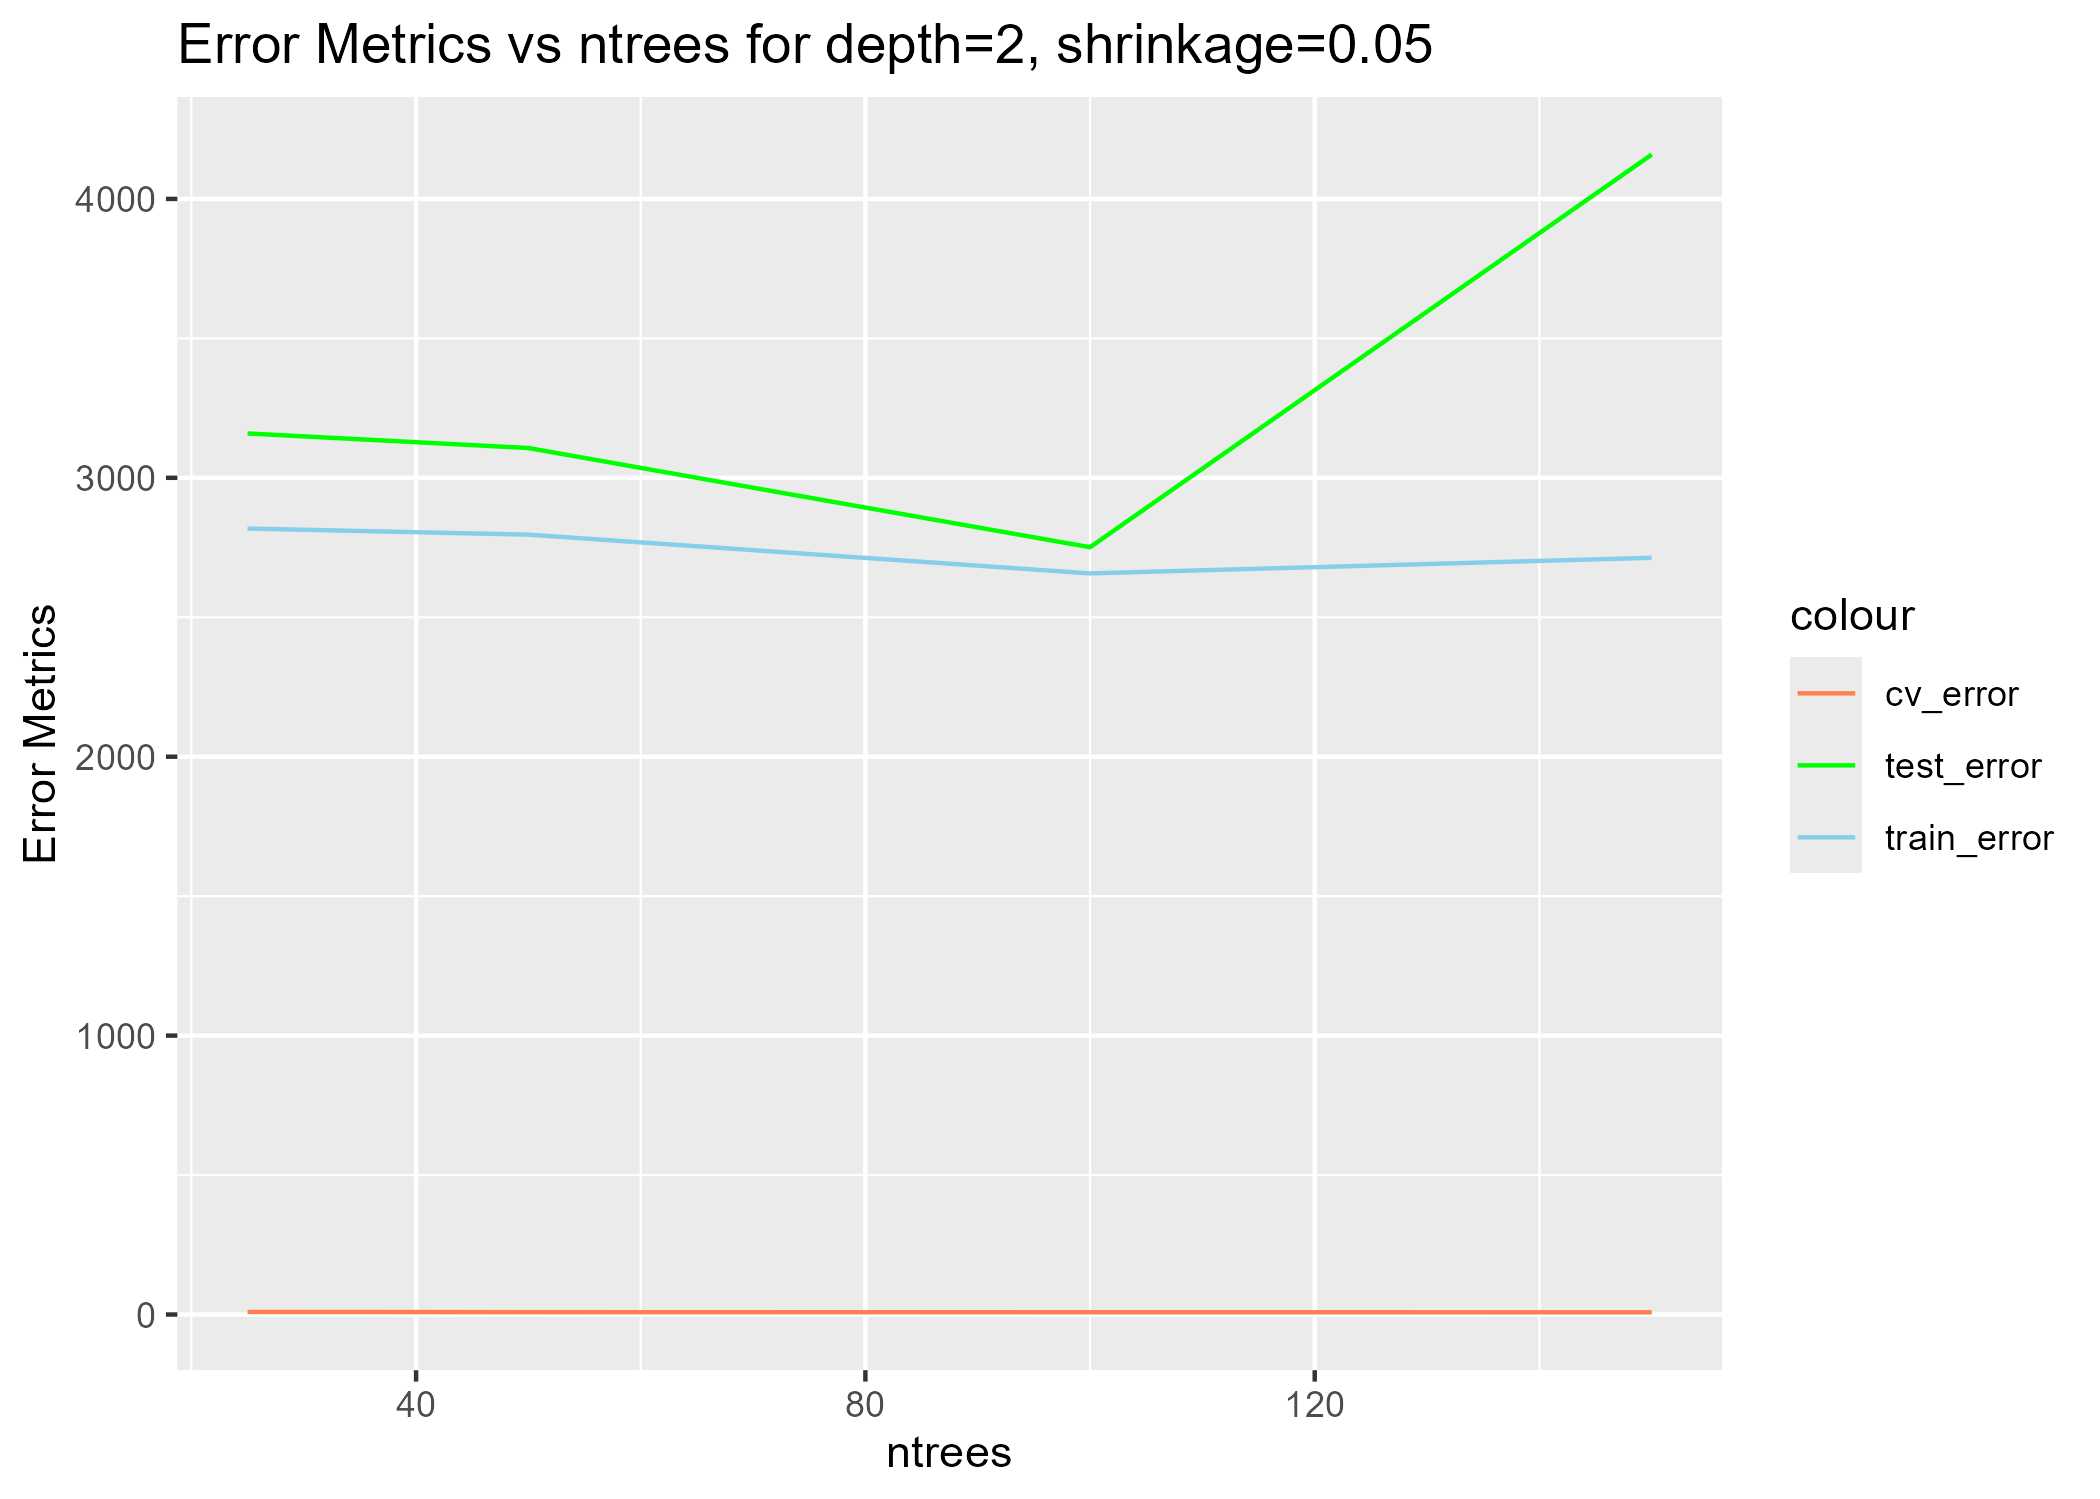 Error Metrics vs ntrees for depth=2, shrinkage=0.05
Error Metrics
4000
3000
2000
1000
0
40
80
120
ntrees
colour
cv_error
test_error
train_error